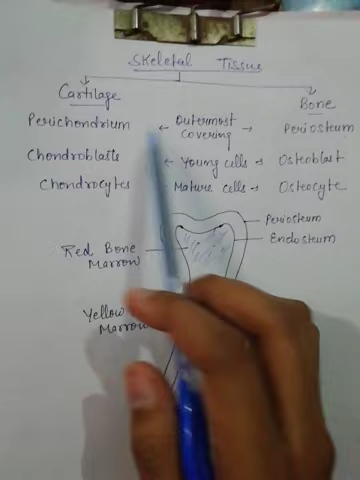 Skeletal Tissue
Cartilage Bone
Perichondrium ← Outermost Covering → Periosteum
Chondroblasts ← Young cells → Osteoblast
Chondrocytes Mature cells → Osteocyte
Periosteum
Endosteum
Red Bone Marrow
Yellow Marrow